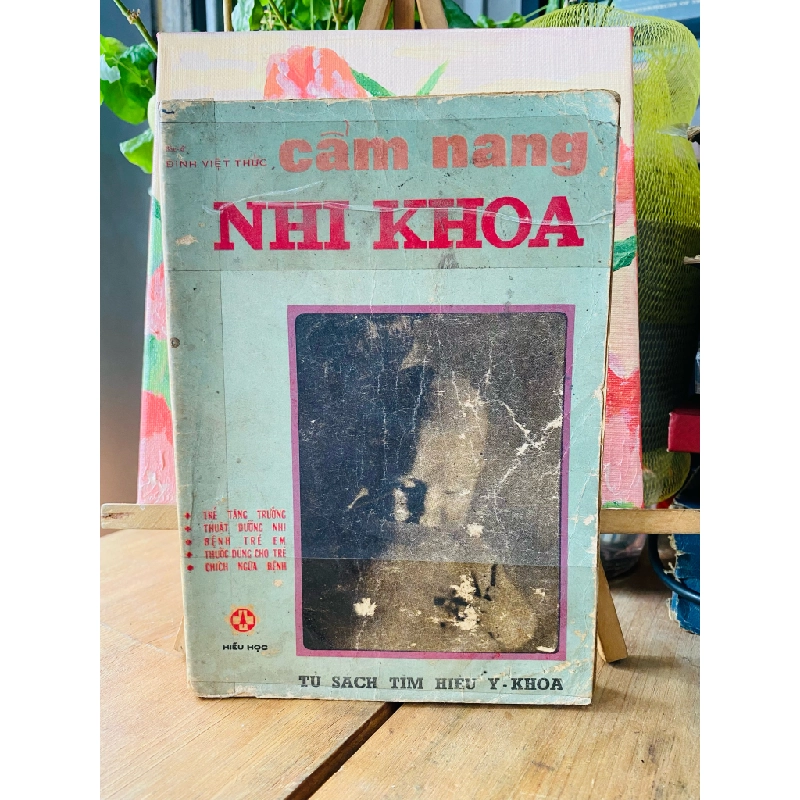 ĐINH VIỆT THỨC
cẩm nang
NHI KHOA
TRẺ TĂNG TRƯỞNG
THUẬT DƯỠNG NHI
BỆNH TRẺ EM
THUỐC DÙNG CHO TRẺ
CHÍCH NGỪA BỆNH
HIẾU HỌC
TỦ SÁCH TÌM HIỂU Y-KHOA